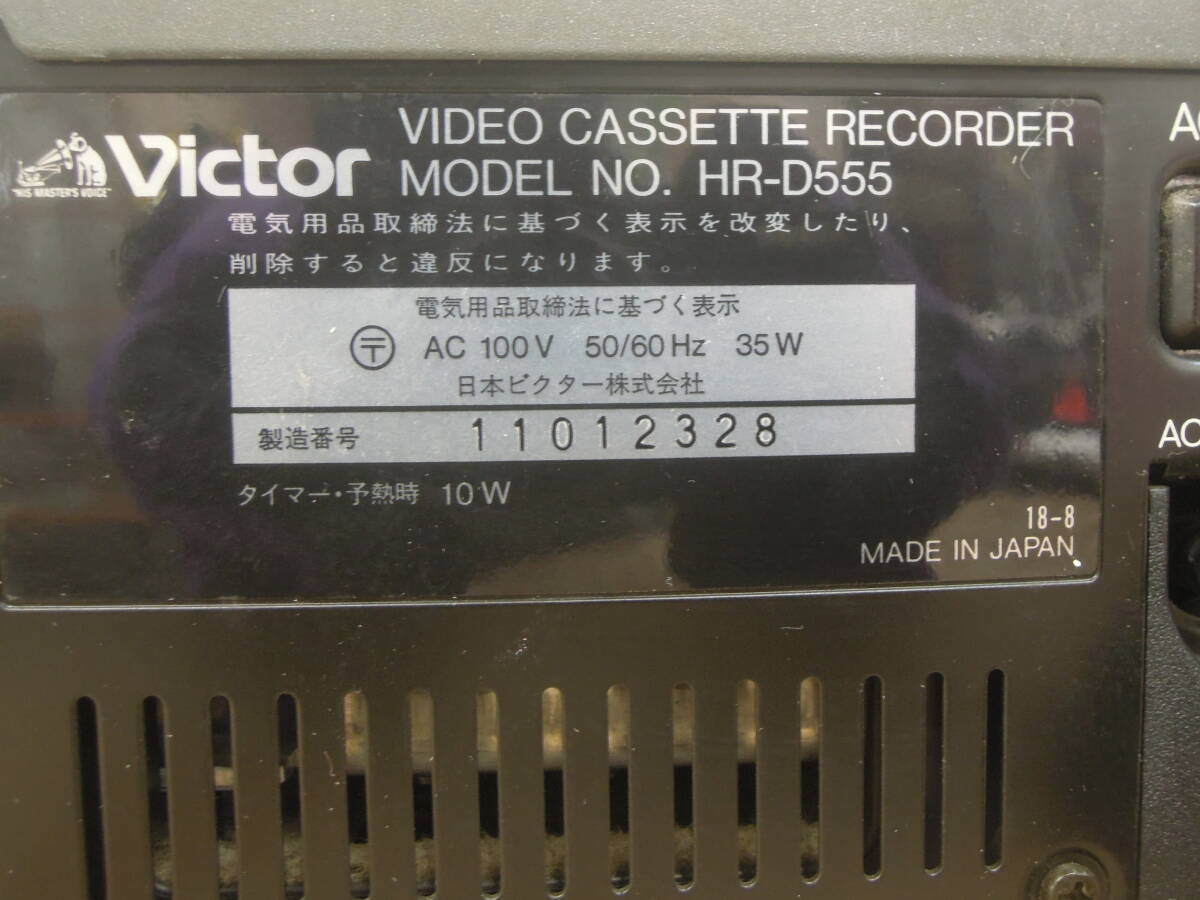 "HIS MASTER'S VOICE"
Victor
VIDEO CASSETTE RECORDER
MODEL NO. HR-D555
電気用品取締法に基づく表示を改変したり、
削除すると違反になります。
電気用品取締法に基づく表示
〒 AC 100V 50/60Hz 35W
日本ビクター株式会社
製造番号 11012328
タイマー・予熱時 10W
18-8
MADE IN JAPAN
AC